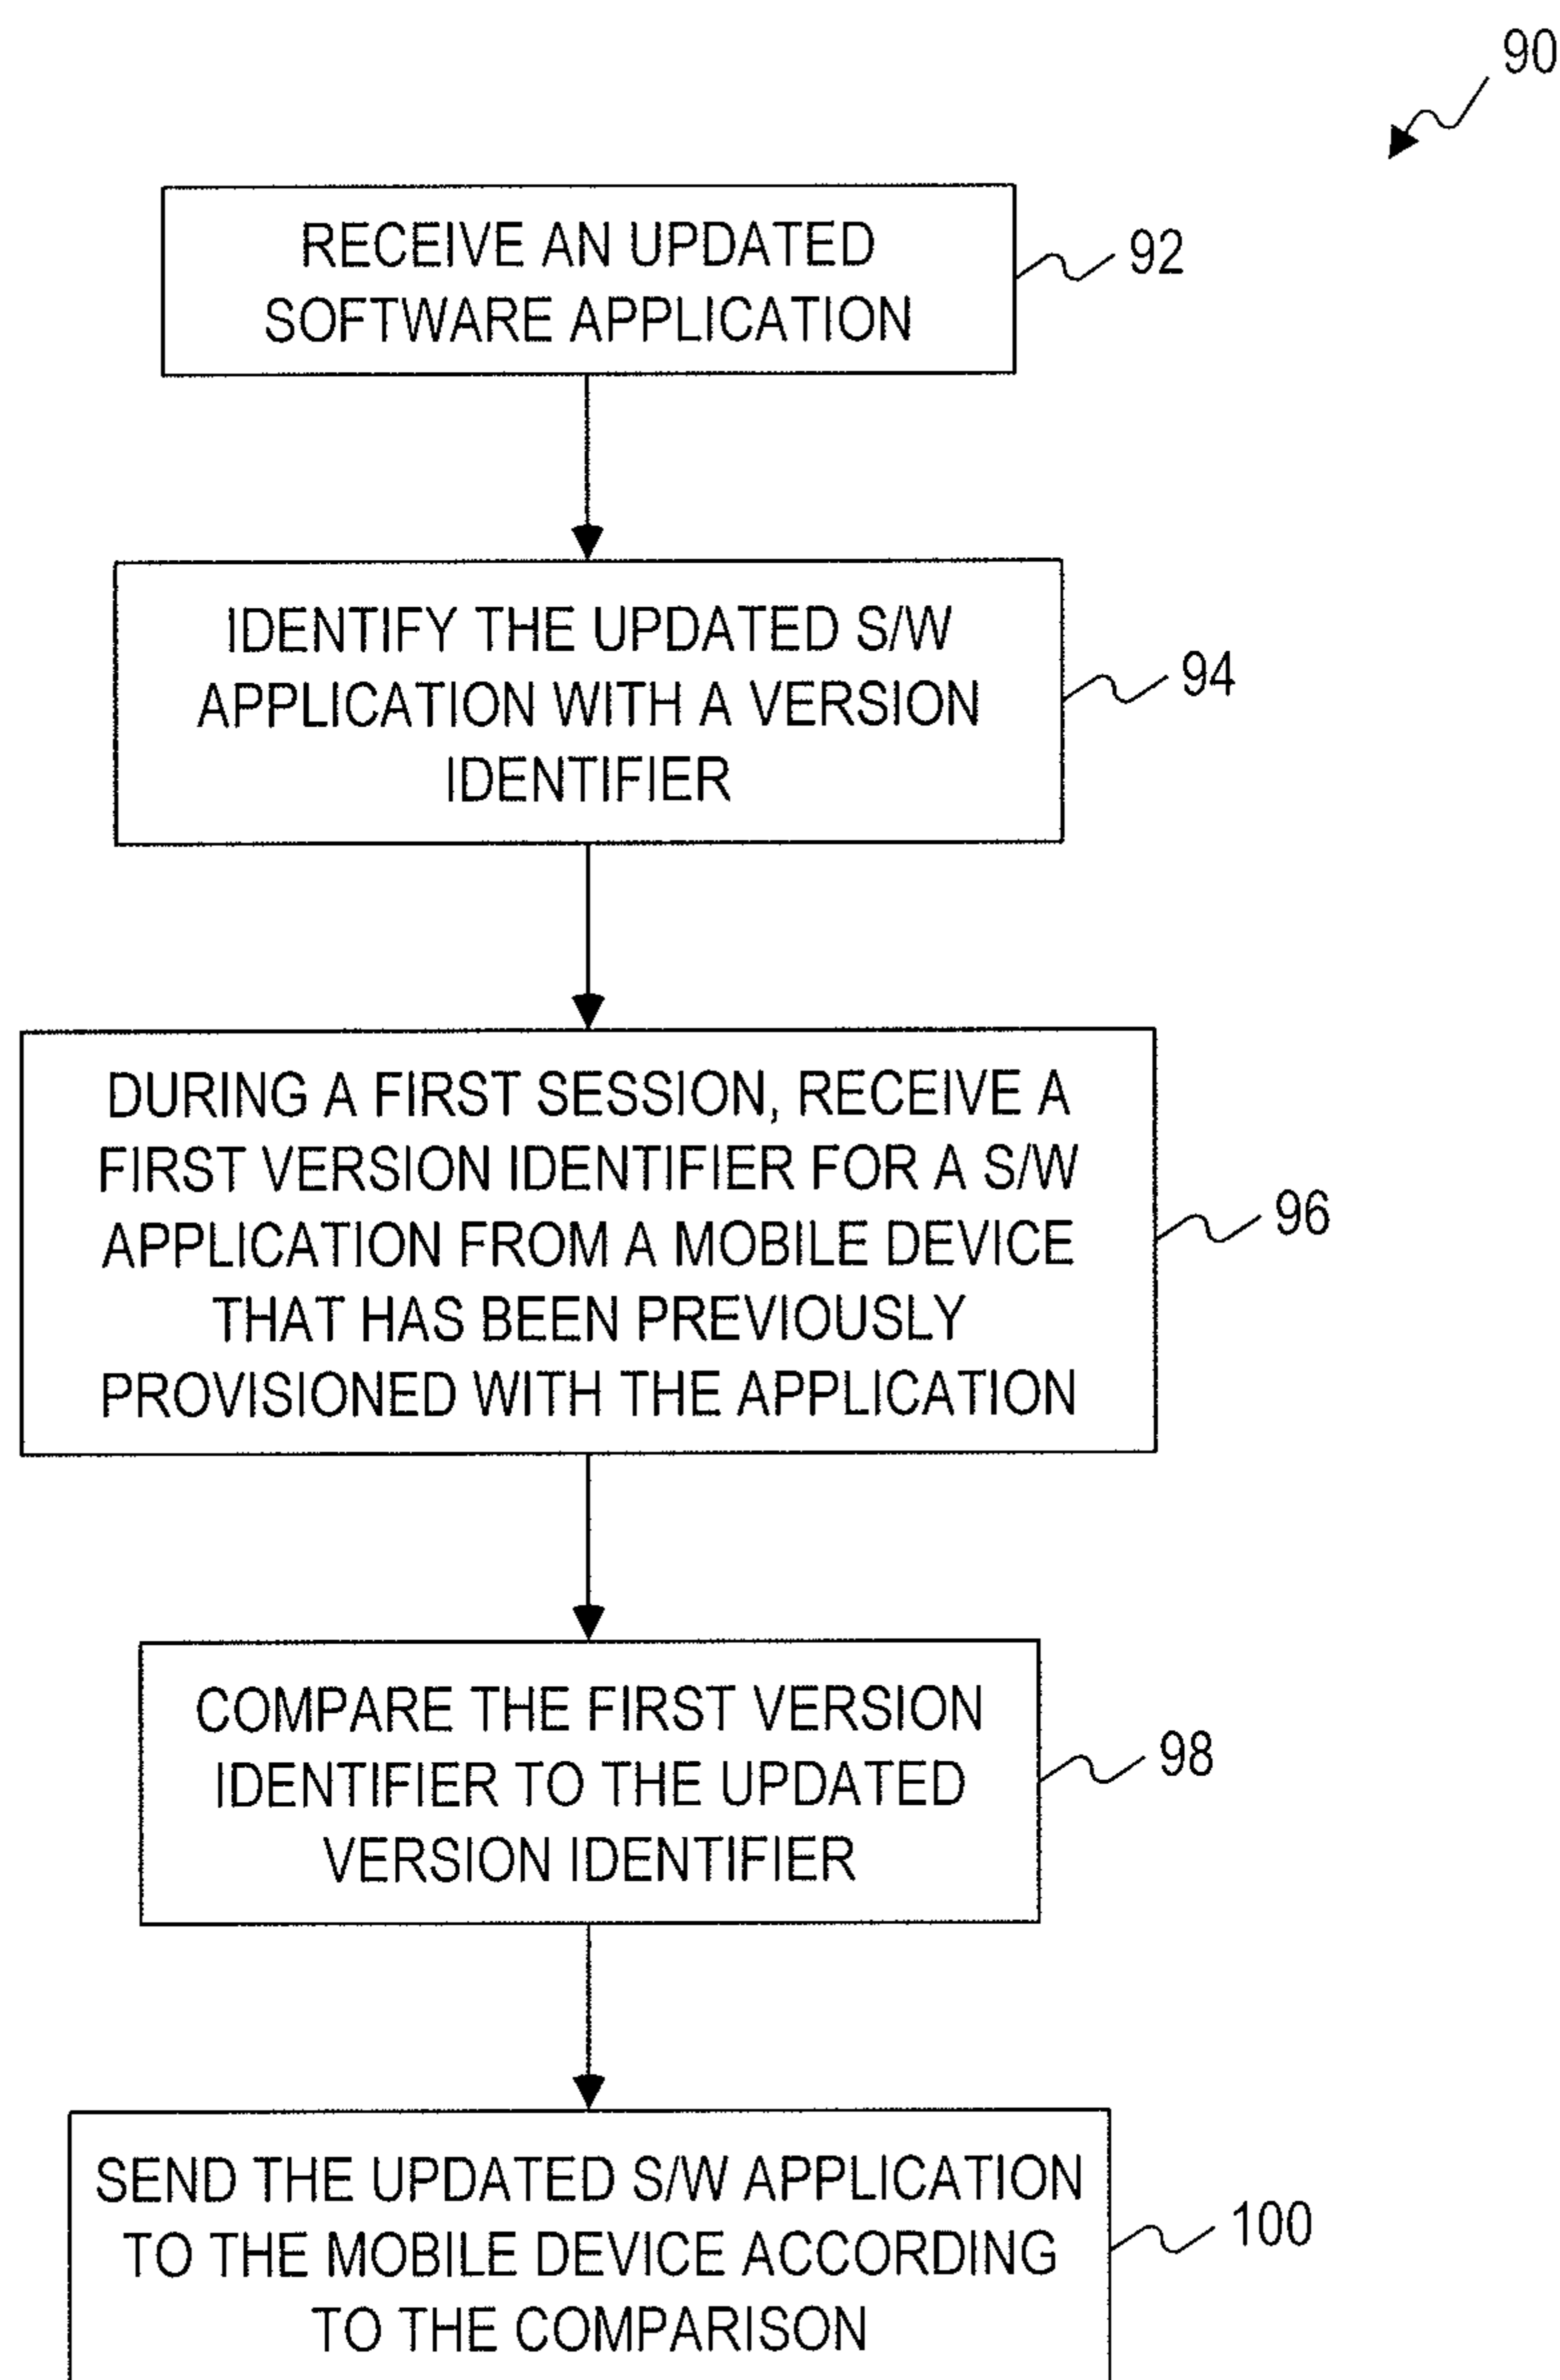 90
RECEIVE AN UPDATED
SOFTWARE APPLICATION
92
IDENTIFY THE UPDATED S/W
APPLICATION WITH A VERSION
IDENTIFIER
94
DURING A FIRST SESSION, RECEIVE A
FIRST VERSION IDENTIFIER FOR A S/W
APPLICATION FROM A MOBILE DEVICE
THAT HAS BEEN PREVIOUSLY
PROVISIONED WITH THE APPLICATION
96
COMPARE THE FIRST VERSION
IDENTIFIER TO THE UPDATED
VERSION IDENTIFIER
98
SEND THE UPDATED S/W APPLICATION
TO THE MOBILE DEVICE ACCORDING
TO THE COMPARISON
100